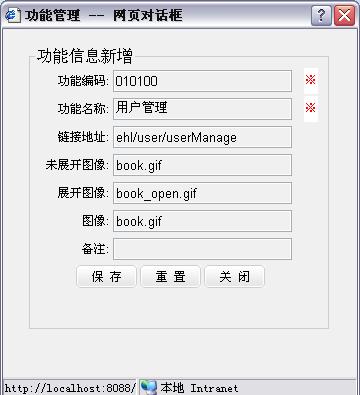 功能管理 -- 网页对话框
功能信息新增
功能编码: 010100 ※
功能名称: 用户管理 ※
链接地址: ehl/user/userManage
未展开图像: book.gif
展开图像: book_open.gif
图像: book.gif
备注:
保 存 重 置 关 闭
http://localhost:8088/ 本地 Intranet